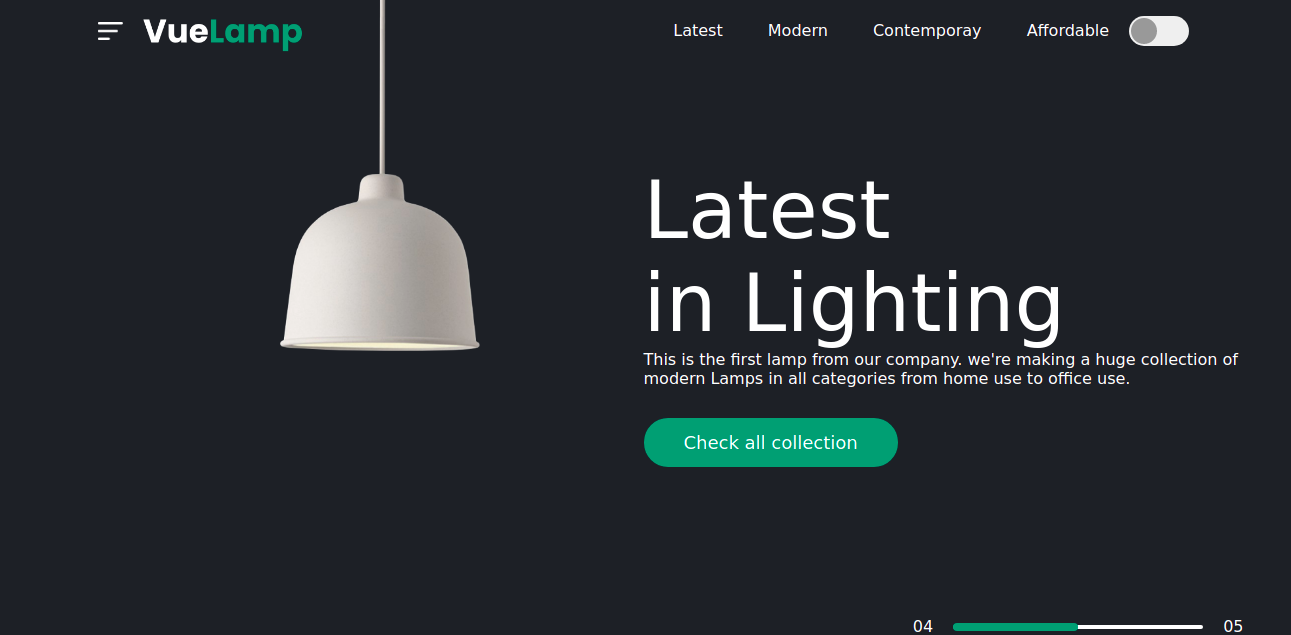 VueLamp
Latest
Modern
Contemporay
Affordable
Latest
in Lighting
This is the first lamp from our company. we're making a huge collection of
modern Lamps in all categories from home use to office use.
Check all collection
04
05